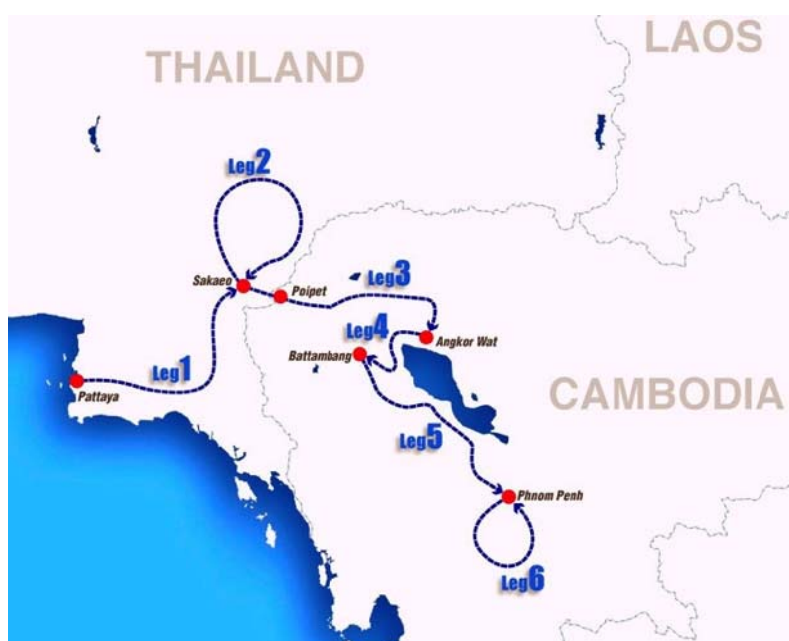 LAOS
THAILAND
Leg2
Sakaeo
Poipet
Leg3
Leg4
Angkor Wat
Battambang
Leg1
Pattaya
CAMBODIA
Leg5
Phnom Penh
Leg6